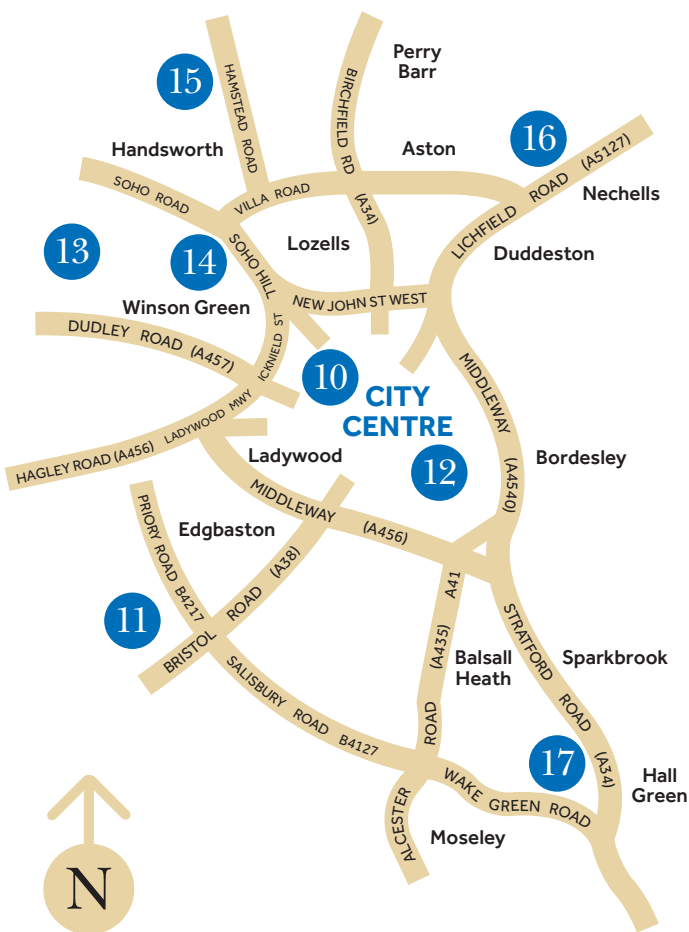 Perry
Barr
15
HAMSTEAD ROAD
BIRCHFIELD RD
(A34)
16
Handsworth
Aston
LICHFIELD ROAD (A5127)
Nechells
SOHO ROAD
VILLA ROAD
13
14
SOHO HILL
Lozells
Duddeston
Winson Green
NEW JOHN ST WEST
DUDLEY ROAD (A457)
ICKNIELD ST
10
CITY
CENTRE
MIDDLEWAY (A4540)
HAGLEY ROAD (A456)
LADYWOOD MWY
Ladywood
12
Bordesley
MIDDLEWAY (A456)
PRIORY ROAD B4217
Edgbaston
BRISTOL ROAD (A38)
11
A41
ALCESTER ROAD (A435)
Balsall
Heath
STRATFORD ROAD (A34)
Sparkbrook
SALISBURY ROAD B4127
17
WAKE GREEN ROAD
Hall
Green
Moseley
N